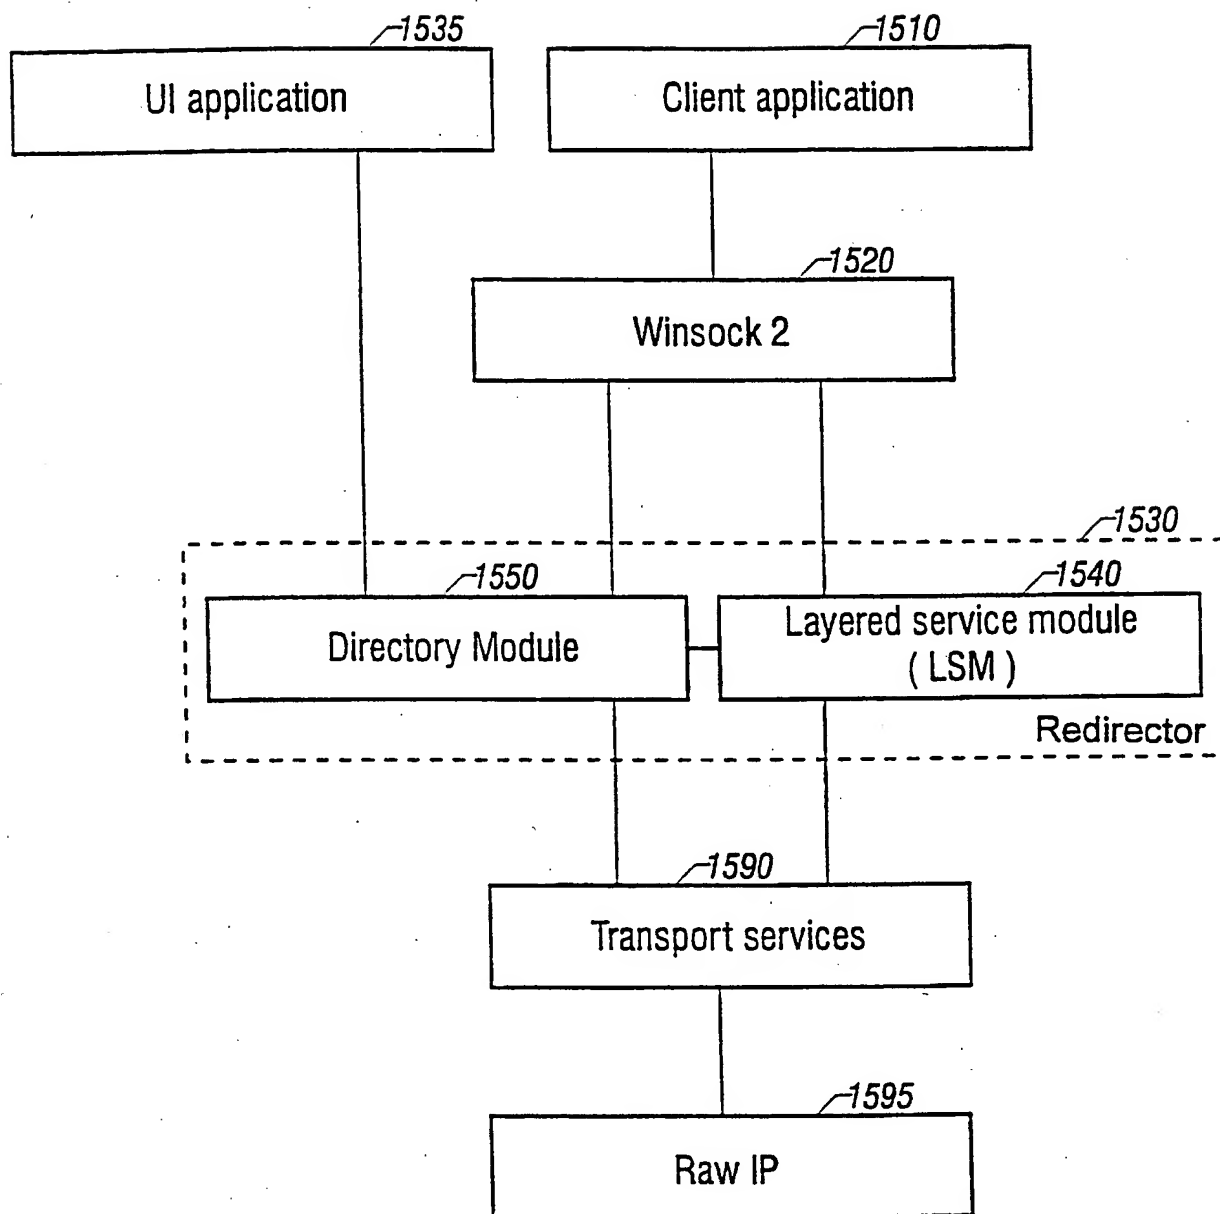 1535
1510
UI application
Client application
1520
Winsock 2
1530
1550
1540
Directory Module
Layered service module
( LSM )
Redirector
1590
Transport services
1595
Raw IP